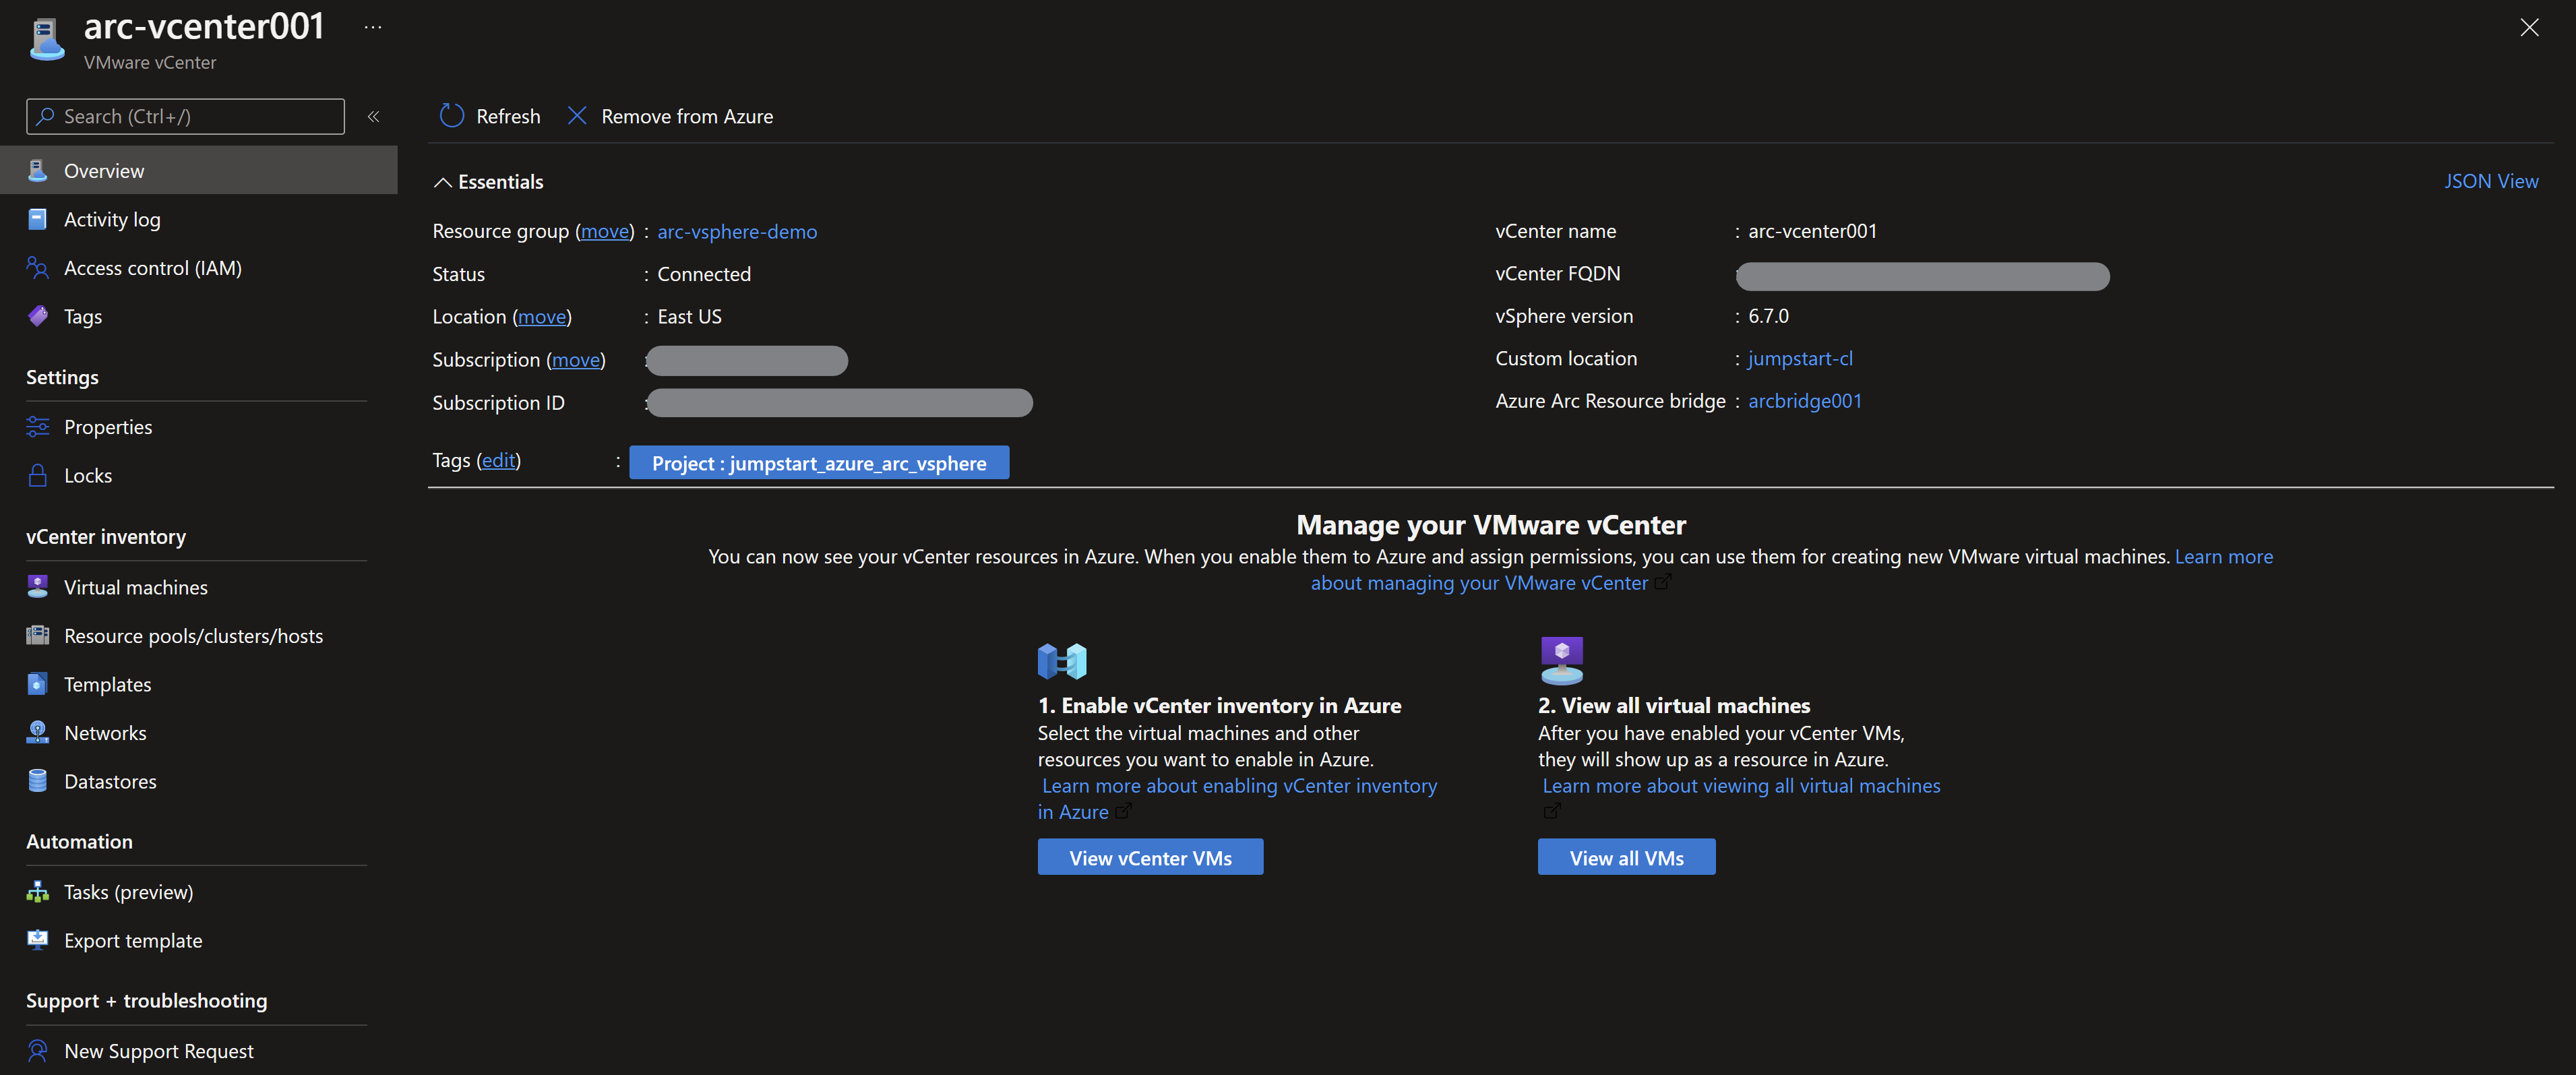 arc-vcenter001 ...
VMware vCenter
Search (Ctrl+/)
«
Overview
Activity log
Access control (IAM)
Tags
Settings
Properties
Locks
vCenter inventory
Virtual machines
Resource pools/clusters/hosts
Templates
Networks
Datastores
Automation
Tasks (preview)
Export template
Support + troubleshooting
New Support Request
Refresh
Remove from Azure
Essentials
JSON View
Resource group (move) : arc-vsphere-demo
Status : Connected
Location (move) : East US
Subscription (move) :
Subscription ID :
Tags (edit) : Project : jumpstart_azure_arc_vsphere
vCenter name : arc-vcenter001
vCenter FQDN :
vSphere version : 6.7.0
Custom location : jumpstart-cl
Azure Arc Resource bridge : arcbridge001
Manage your VMware vCenter
You can now see your vCenter resources in Azure. When you enable them to Azure and assign permissions, you can use them for creating new VMware virtual machines. Learn more
about managing your VMware vCenter
1. Enable vCenter inventory in Azure
Select the virtual machines and other
resources you want to enable in Azure.
Learn more about enabling vCenter inventory
in Azure
View vCenter VMs
2. View all virtual machines
After you have enabled your vCenter VMs,
they will show up as a resource in Azure.
Learn more about viewing all virtual machines
View all VMs